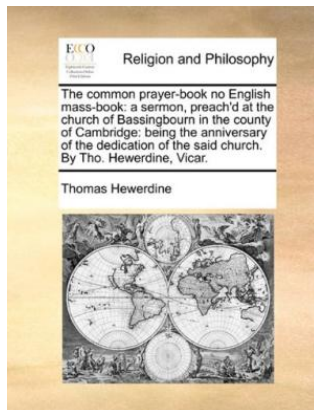 ECCO
Religion and Philosophy
The common prayer-book no English
mass-book: a sermon, preach'd at the
church of Bassingbourn in the county
of Cambridge: being the anniversary
of the dedication of the said church.
By Tho. Hewerdine, Vicar.
Thomas Hewerdine